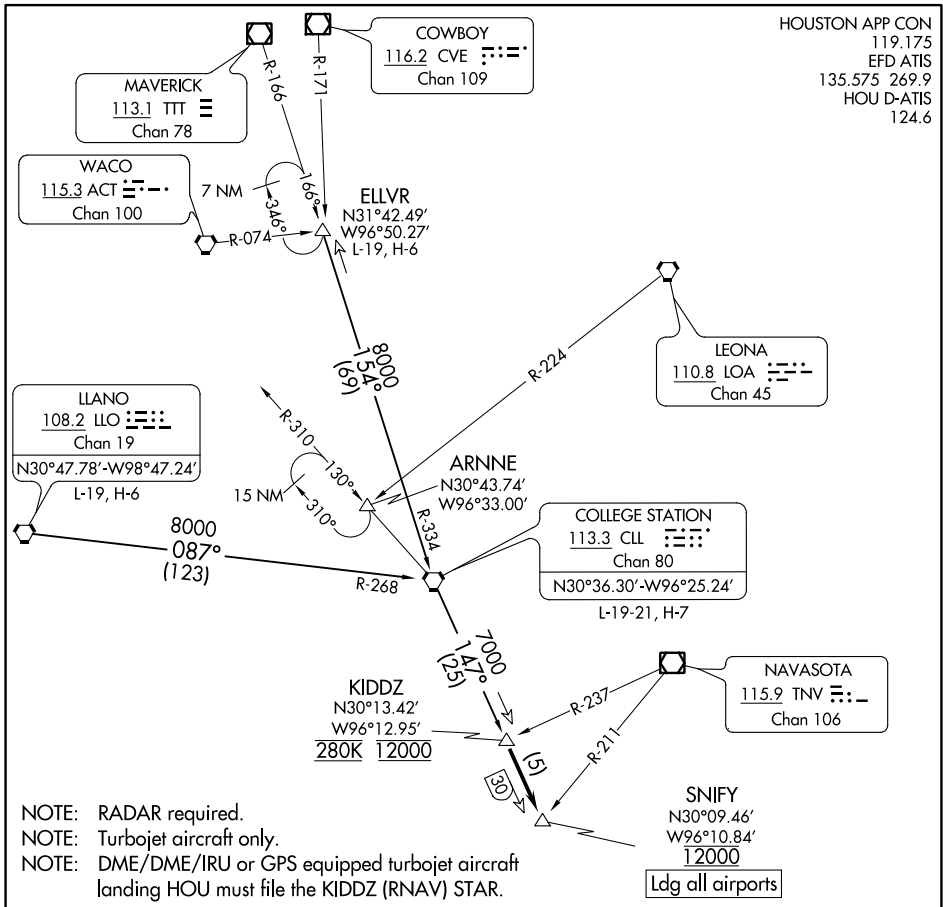 HOUSTON APP CON
119.175
EFD ATIS
135.575 269.9
HOU D-ATIS
124.6
COWBOY
116.2 CVE
Chan 109
MAVERICK
113.1 TTT
Chan 78
WACO
115.3 ACT
Chan 100
R-166
R-171
7 NM
166°
346°
R-074
ELLVR
N31°42.49'
W96°50.27'
L-19, H-6
8000
154°
(69)
R-224
LEONA
110.8 LOA
Chan 45
LLANO
108.2 LLO
Chan 19
N30°47.78'-W98°47.24'
L-19, H-6
R-310
130°
15 NM
310°
ARNNE
N30°43.74'
W96°33.00'
R-334
8000
087°
(123)
R-268
COLLEGE STATION
113.3 CLL
Chan 80
N30°36.30'-W96°25.24'
L-19-21, H-7
7000
147°
(25)
NAVASOTA
115.9 TNV
Chan 106
KIDDZ
N30°13.42'
W96°12.95'
280K 12000
R-237
R-211
(5)
30
SNIFY
N30°09.46'
W96°10.84'
12000
Ldg all airports
NOTE: RADAR required.
NOTE: Turbojet aircraft only.
NOTE: DME/DME/IRU or GPS equipped turbojet aircraft
landing HOU must file the KIDDZ (RNAV) STAR.